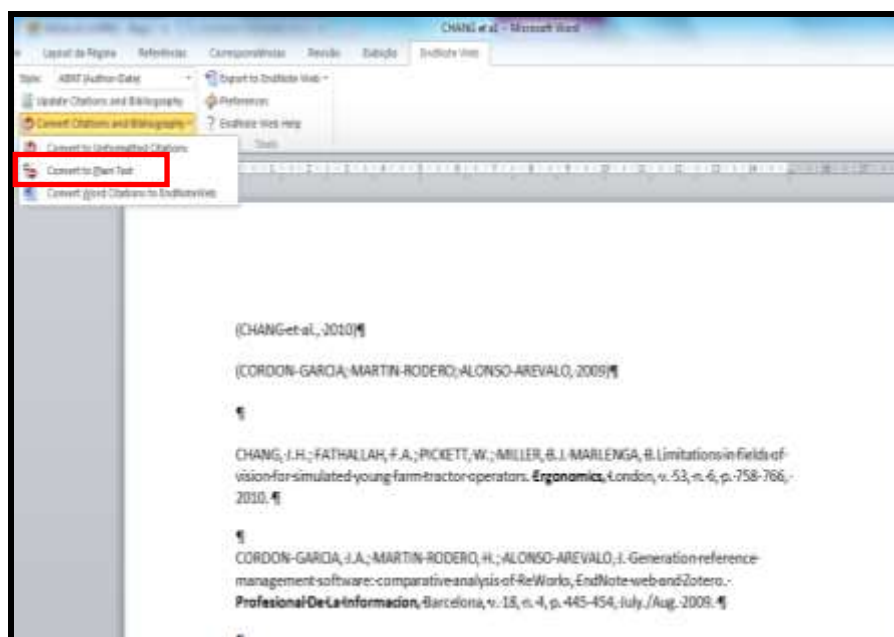 CHANG et al - Microsoft Word
Layout da Página Referências Correspondências Revisão Exibição EndNote Web
Style: ABNT (Author-Date) Export to EndNote Web
Update Citations and Bibliography Preferences
Convert Citations and Bibliography ? EndNote Web Help
Convert to Unformatted Citations Tools
Convert to Plain Text
Convert Word Citations to EndNote Web
(CHANG·et·al.,·2010)¶
(CORDON-GARCIA;·MARTIN-RODERO;·ALONSO-AREVALO,·2009)¶
¶
CHANG,·J.H.;·FATHALLAH,·F.A.;·PICKETT,·W.;·MILLER,·B.J.·MARLENGA,·B.·Limitations·in·fields·of·
vision·for·simulated·young·farm·tractor·operators.·Ergonomics,·London,·v.·53,·n.·6,·p.·758-766,·
2010.·¶
¶
CORDON-GARCIA,·J.A.;·MARTIN-RODERO,·H.;·ALONSO-AREVALO,·J.·Generation·reference·
management·software:·comparative·analysis·of·ReWorks,·EndNote·web·and·Zotero.·
Profesional·De·La·Informacion,·Barcelona,·v.·18,·n.·4,·p.·445-454,·July./Aug.·2009.·¶
¶